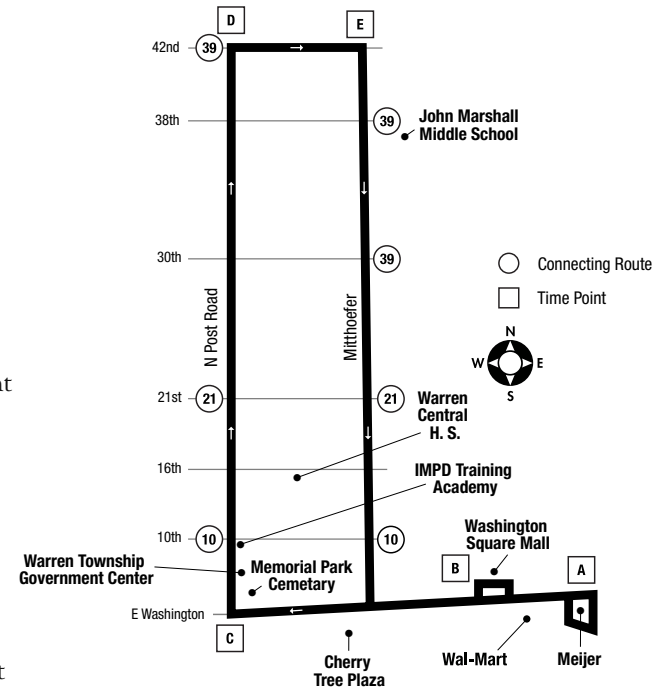 D
E
42nd
39
38th
39
John Marshall
Middle School
30th
39
Connecting Route
Time Point
N
W
E
S
N Post Road
Mitthoefer
nt
21st
21
21
Warren
Central
H. S.
16th
IMPD Training
Academy
10th
10
10
Washington
Square Mall
Warren Township
Government Center
Memorial Park
Cemetary
B
A
E Washington
C
Cherry
Tree Plaza
Wal-Mart
Meijer
t